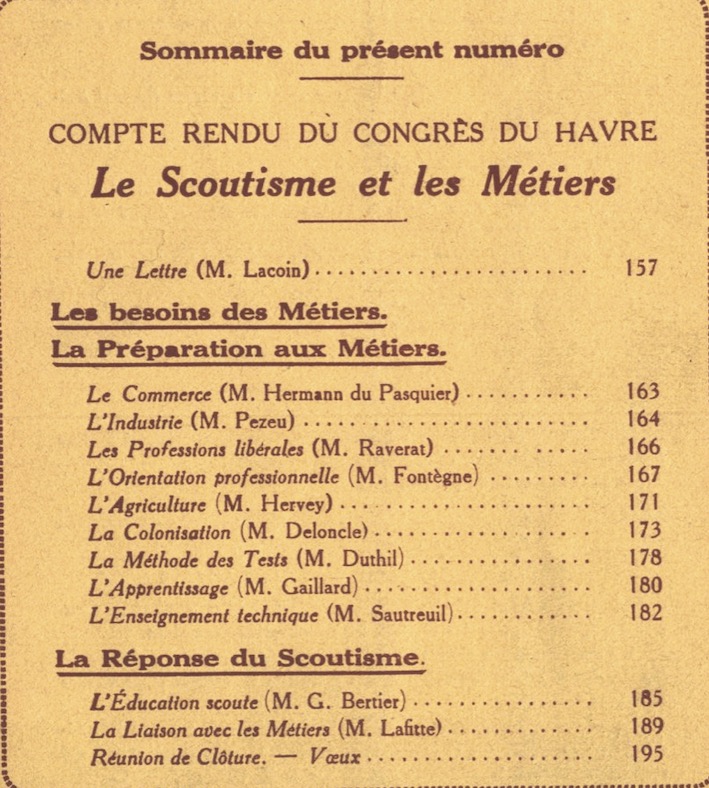 Sommaire du présent numéro
COMPTE RENDU DU CONGRÈS DU HAVRE
Le Scoutisme et les Métiers
Une Lettre (M. Lacoin) . . . . . . . . . . . . . . . . . . . . . . . . 157
Les besoins des Métiers.
La Préparation aux Métiers.
Le Commerce (M. Hermann du Pasquier) . . . . . . . . . . . 163
L'Industrie (M. Pezeu) . . . . . . . . . . . . . . . . . . . . . . . . . 164
Les Professions libérales (M. Raverat) . . . . . . . . . . . . 166
L'Orientation professionnelle (M. Fontègne) . . . . . . . . . 167
L'Agriculture (M. Hervey) . . . . . . . . . . . . . . . . . . . . . . 171
La Colonisation (M. Deloncle) . . . . . . . . . . . . . . . . . . . 173
La Méthode des Tests (M. Duthil) . . . . . . . . . . . . . . . . 178
L'Apprentissage (M. Gaillard) . . . . . . . . . . . . . . . . . . . 180
L'Enseignement technique (M. Sautreuil) . . . . . . . . . . . . 182
La Réponse du Scoutisme.
L'Éducation scoute (M. G. Bertier) . . . . . . . . . . . . . . . . 185
La Liaison avec les Métiers (M. Lafitte) . . . . . . . . . . . . . 189
Réunion de Clôture. — Vœux . . . . . . . . . . . . . . . . . . . . 195